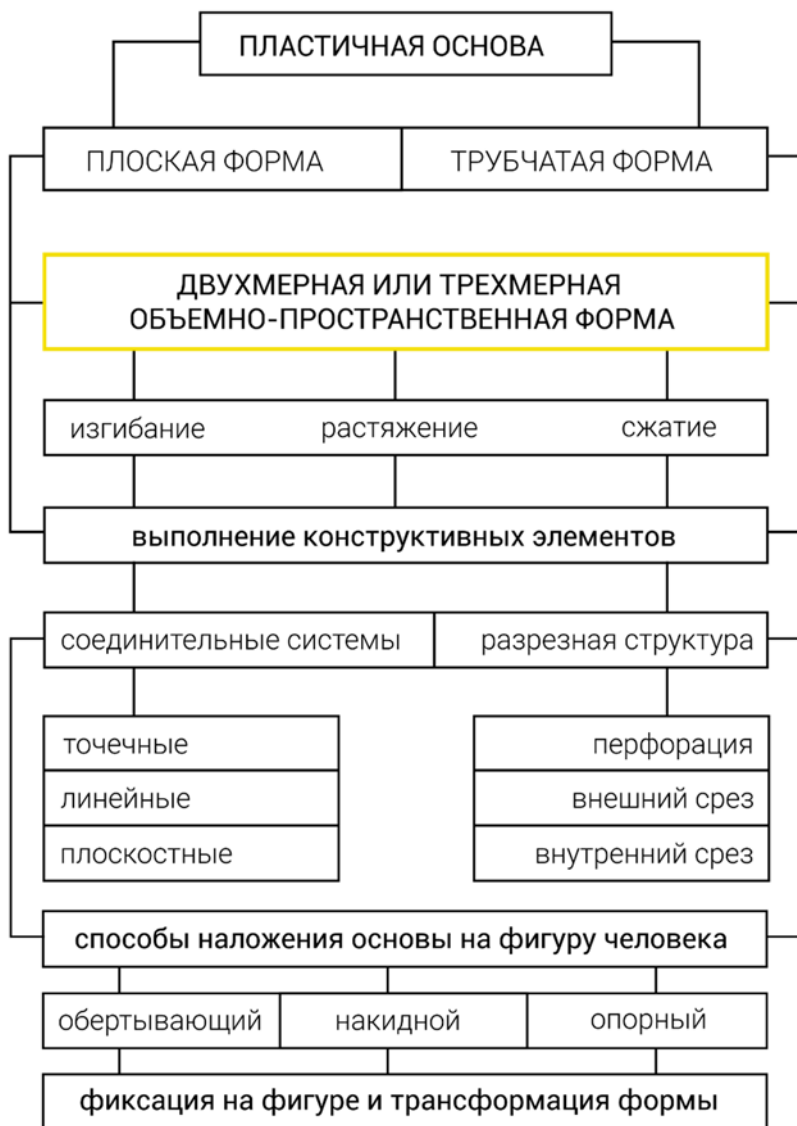 ПЛАСТИЧНАЯ ОСНОВА
ПЛОСКАЯ ФОРМА
ТРУБЧАТАЯ ФОРМА
ДВУХМЕРНАЯ ИЛИ ТРЕХМЕРНАЯ
ОБЪЕМНО-ПРОСТРАНСТВЕННАЯ ФОРМА
изгибание
растяжение
сжатие
выполнение конструктивных элементов
соединительные системы
разрезная структура
точечные
линейные
плоскостные
перфорация
внешний срез
внутренний срез
способы наложения основы на фигуру человека
обертывающий
накидной
опорный
фиксация на фигуре и трансформация формы